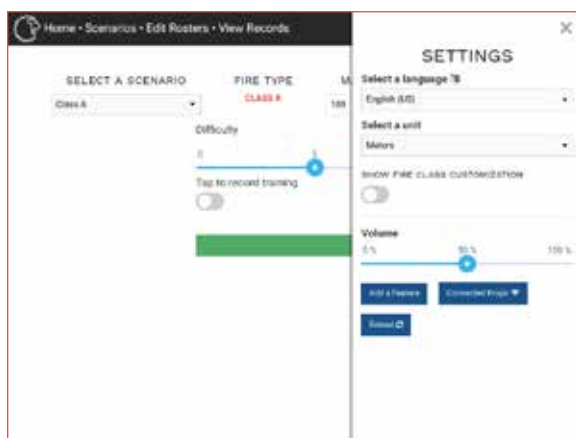 Home • Scenarios • Edit Rosters • View Records
SELECT A SCENARIO
FIRE TYPE
Class A
CLASS A
Difficulty
0
5
Tap to record training
SETTINGS
Select a language
English (US)
Select a unit
Meters
SHOW FIRE CLASS CUSTOMIZATION
Volume
0 %
50 %
100 %
Add a Feature
Connected Props
Reload